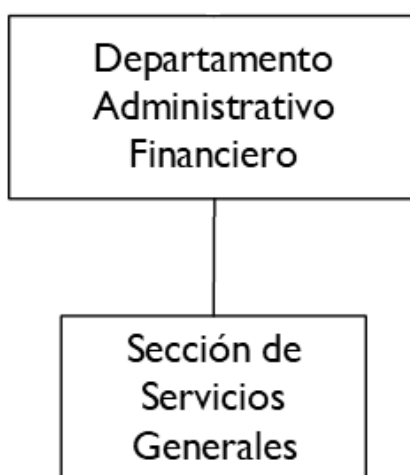 Departamento
Administrativo
Financiero
Sección de
Servicios
Generales